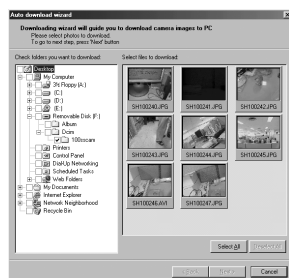 Auto download wizard
Downloading wizard will guide you to download camera images to PC
Please select photos to download.
To go to next step, press 'Next' button
Check folders you want to download:
Desktop
My Computer
3½ Floppy (A:)
(C:)
(D:)
(E:)
Removable Disk (F:)
Album
Dcim
100sscam
Printers
Control Panel
Dial-Up Networking
Scheduled Tasks
Web Folders
My Documents
Internet Explorer
Network Neighborhood
Recycle Bin
Select files to download:
SH100240.JPG SH100241.JPG SH100242.JPG
SH100243.JPG SH100244.JPG SH100245.JPG
SH100246.AVI SH100247.JPG
Select All
< Back Next > Cancel